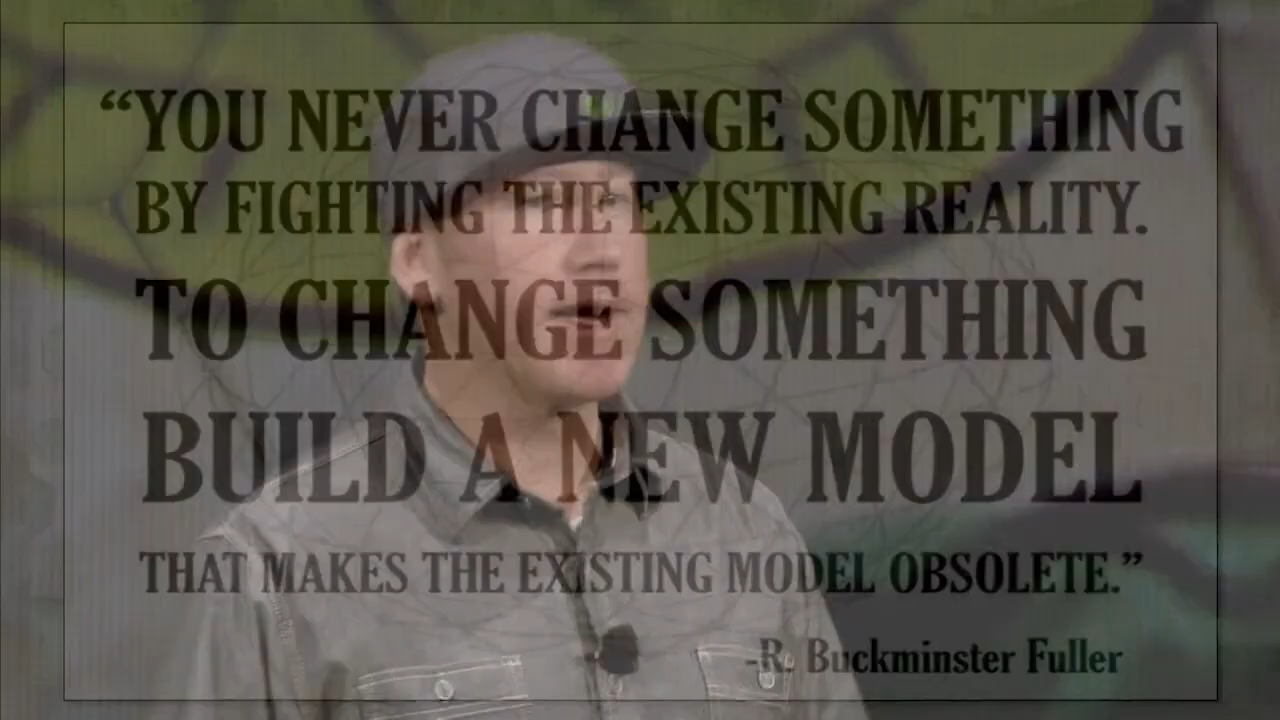 “YOU NEVER CHANGE SOMETHING
BY FIGHTING THE EXISTING REALITY.
TO CHANGE SOMETHING
BUILD A NEW MODEL
THAT MAKES THE EXISTING MODEL OBSOLETE.”
-R. Buckminster Fuller